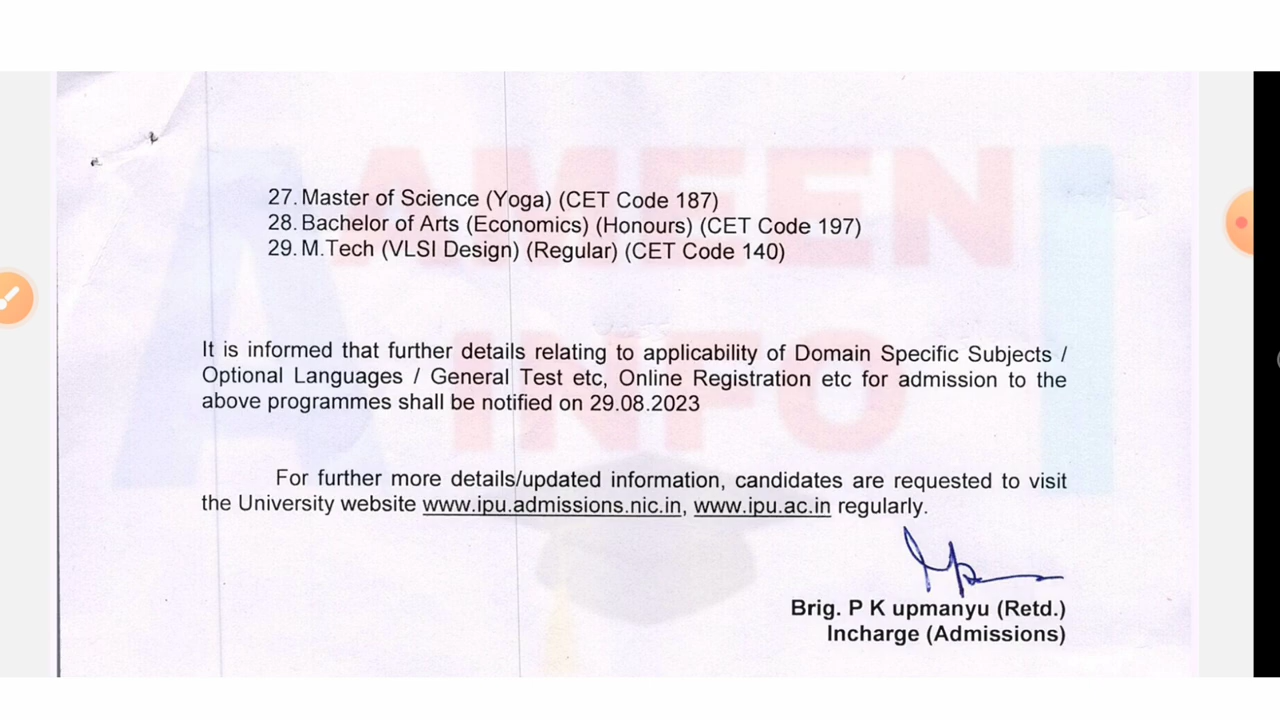 AMEEN
INFO
27. Master of Science (Yoga) (CET Code 187)
28. Bachelor of Arts (Economics) (Honours) (CET Code 197)
29. M.Tech (VLSI Design) (Regular) (CET Code 140)
It is informed that further details relating to applicability of Domain Specific Subjects /
Optional Languages / General Test etc, Online Registration etc for admission to the
above programmes shall be notified on 29.08.2023
For further more details/updated information, candidates are requested to visit
the University website www.ipu.admissions.nic.in, www.ipu.ac.in regularly.
Brig. P K upmanyu (Retd.)
Incharge (Admissions)